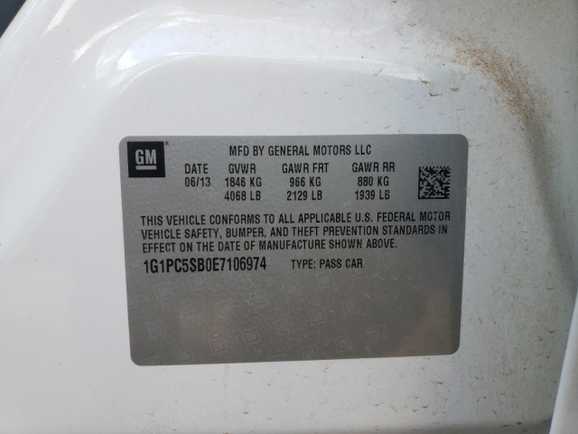 GM
MFD BY GENERAL MOTORS LLC
DATE GVWR GAWR FRT GAWR RR
06/13 1846 KG 966 KG 880 KG
4068 LB 2129 LB 1939 LB
THIS VEHICLE CONFORMS TO ALL APPLICABLE U.S. FEDERAL MOTOR
VEHICLE SAFETY, BUMPER, AND THEFT PREVENTION STANDARDS IN
EFFECT ON THE DATE OF MANUFACTURE SHOWN ABOVE.
1G1PC5SB0E7106974 TYPE: PASS CAR